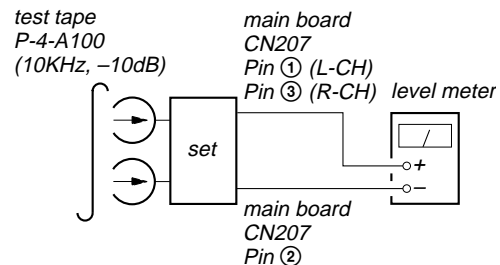 test tape
P-4-A100
(10KHz, –10dB)
main board
CN207
Pin ① (L-CH)
Pin ③ (R-CH)
level meter
set
+
–
main board
CN207
Pin ②